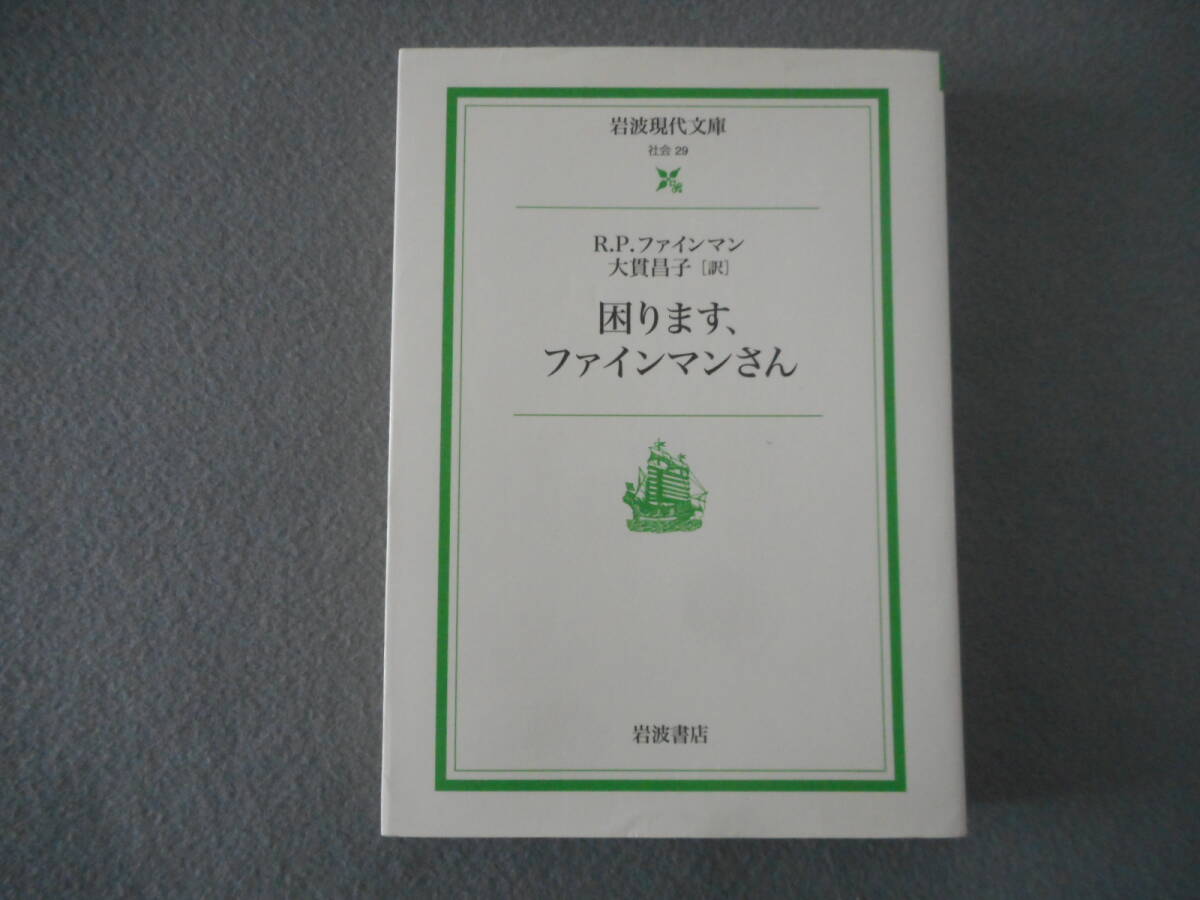 岩波現代文庫
社会 29
R.P.ファインマン
大貫昌子[訳]
困ります、
ファインマンさん
岩波書店